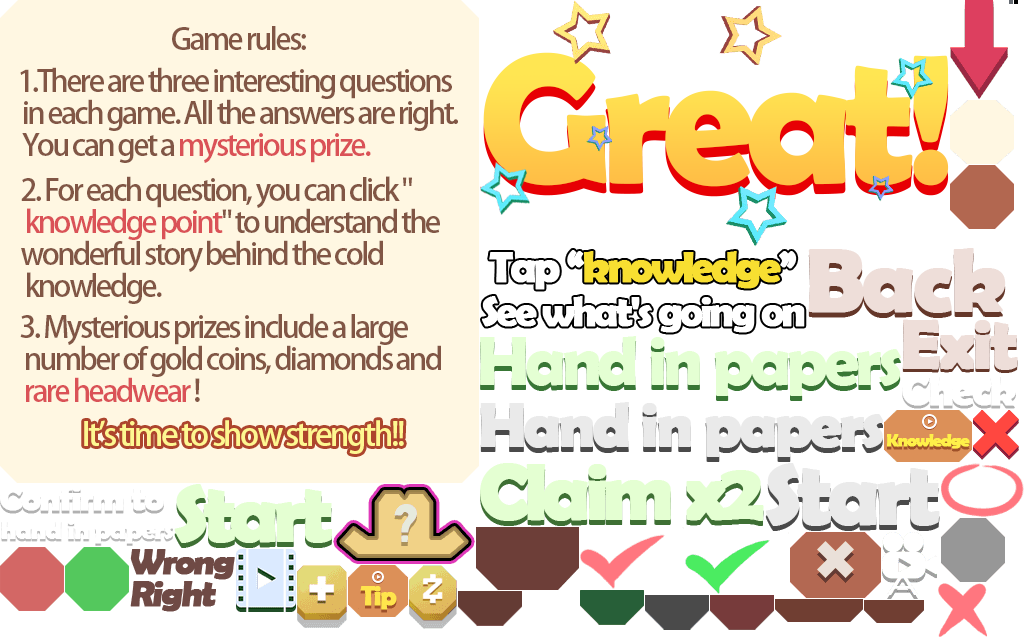 Game rules:
1.There are three interesting questions
in each game. All the answers are right.
You can get a mysterious prize.
2. For each question, you can click "
knowledge point" to understand the
wonderful story behind the cold
knowledge.
3. Mysterious prizes include a large
number of gold coins, diamonds and
rare headwear !
It's time to show strength!!
Great!
Tap “knowledge”
See what's going on
Back
Exit
Hand in papers
Check
Hand in papers
Knowledge
Claim x2
Start
Confirm to
hand in papers
Start
?
Wrong
Right
Tip